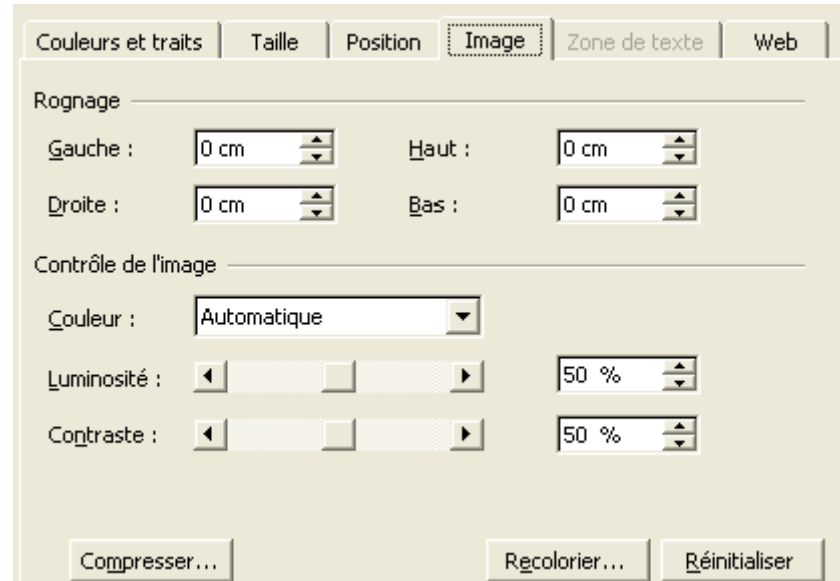 Couleurs et traits Taille Position Image Zone de texte Web
Rognage
Gauche : 0 cm Haut : 0 cm
Droite : 0 cm Bas : 0 cm
Contrôle de l'image
Couleur : Automatique
Luminosité : 50 %
Contraste : 50 %
Compresser... Recolorier... Réinitialiser